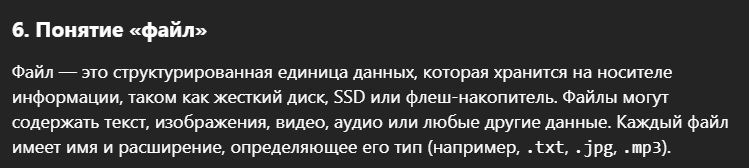 6. Понятие «файл»
Файл — это структурированная единица данных, которая хранится на носителе
информации, таком как жесткий диск, SSD или флеш-накопитель. Файлы могут
содержать текст, изображения, видео, аудио или любые другие данные. Каждый файл
имеет имя и расширение, определяющее его тип (например, .txt, .jpg, .mp3).